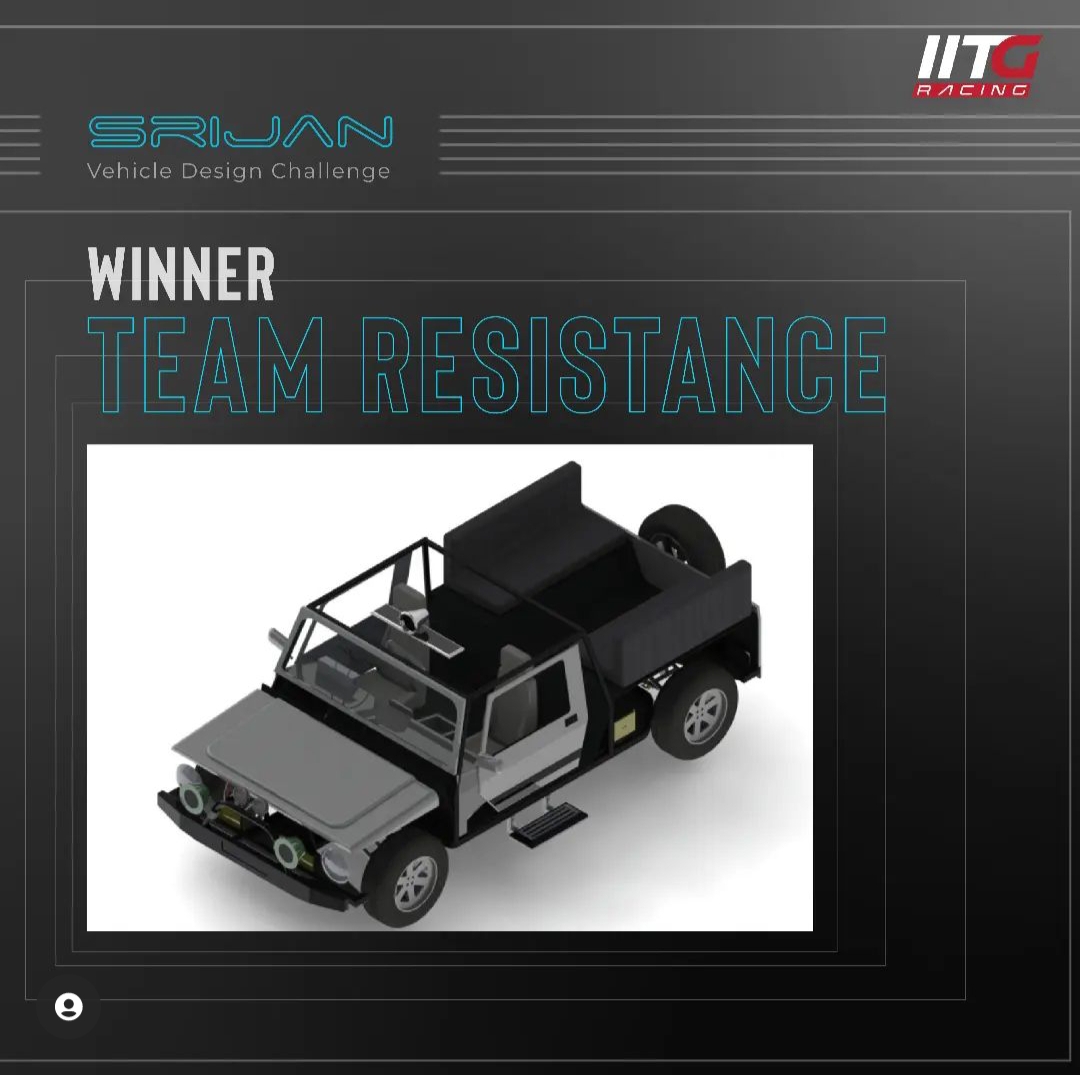 IITG
RACING
SRIJAN
Vehicle Design Challenge
WINNER
TEAM RESISTANCE